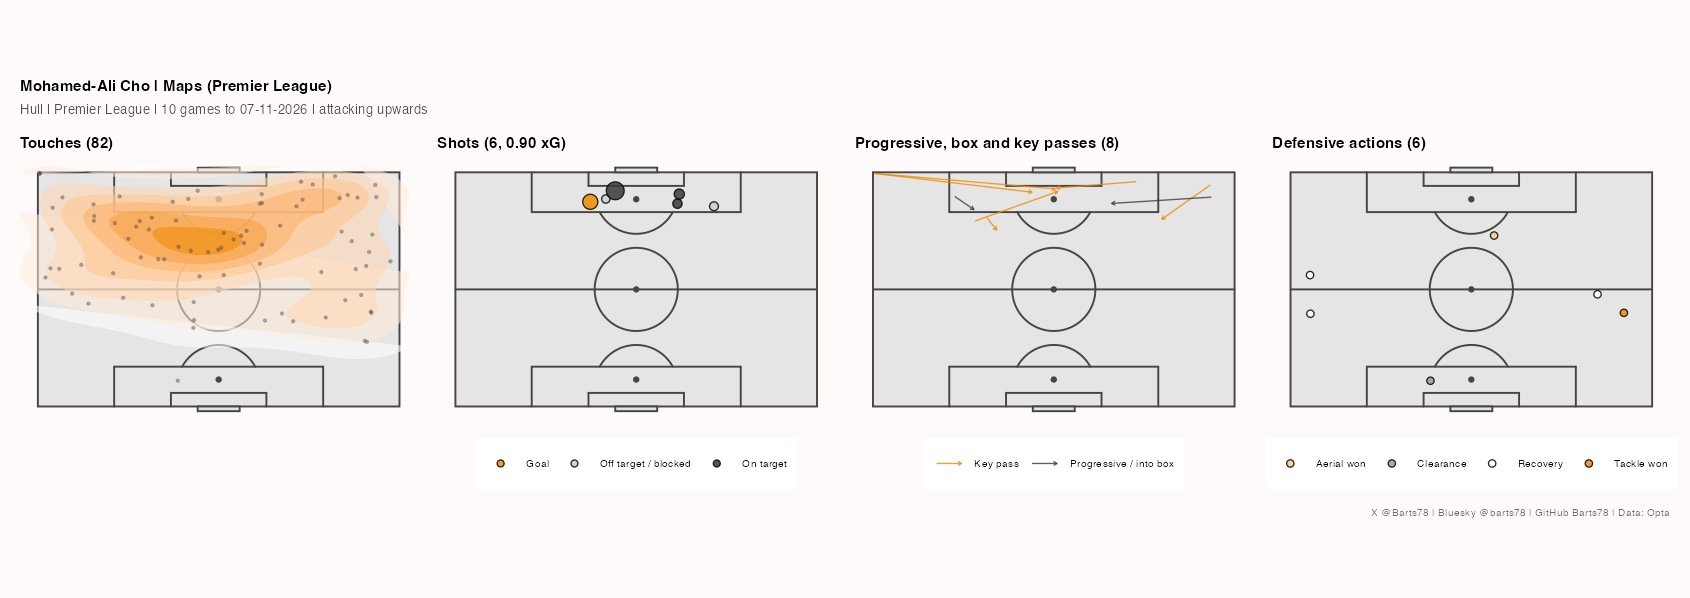 Mohamed-Ali Cho | Maps (Premier League)
Hull | Premier League | 10 games to 07-11-2026 | attacking upwards
Touches (82)
Shots (6, 0.90 xG)
Progressive, box and key passes (8)
Defensive actions (6)
Goal
Off target / blocked
On target
Key pass
Progressive / into box
Aerial won
Clearance
Recovery
Tackle won
X @Barts78 | Bluesky @barts78 | GitHub Barts78 | Data: Opta